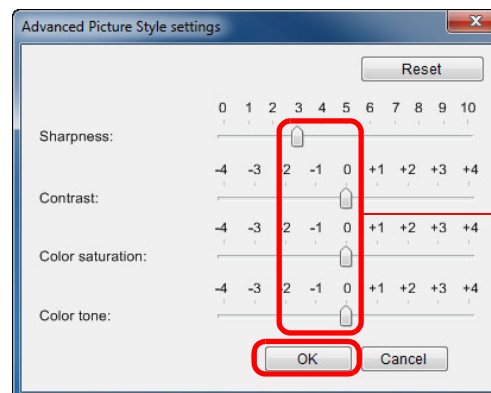 Advanced Picture Style settings
Reset
0 1 2 3 4 5 6 7 8 9 10
Sharpness:
-4 -3 -2 -1 0 +1 +2 +3 +4
Contrast:
-4 -3 -2 -1 0 +1 +2 +3 +4
Color saturation:
-4 -3 -2 -1 0 +1 +2 +3 +4
Color tone:
OK Cancel